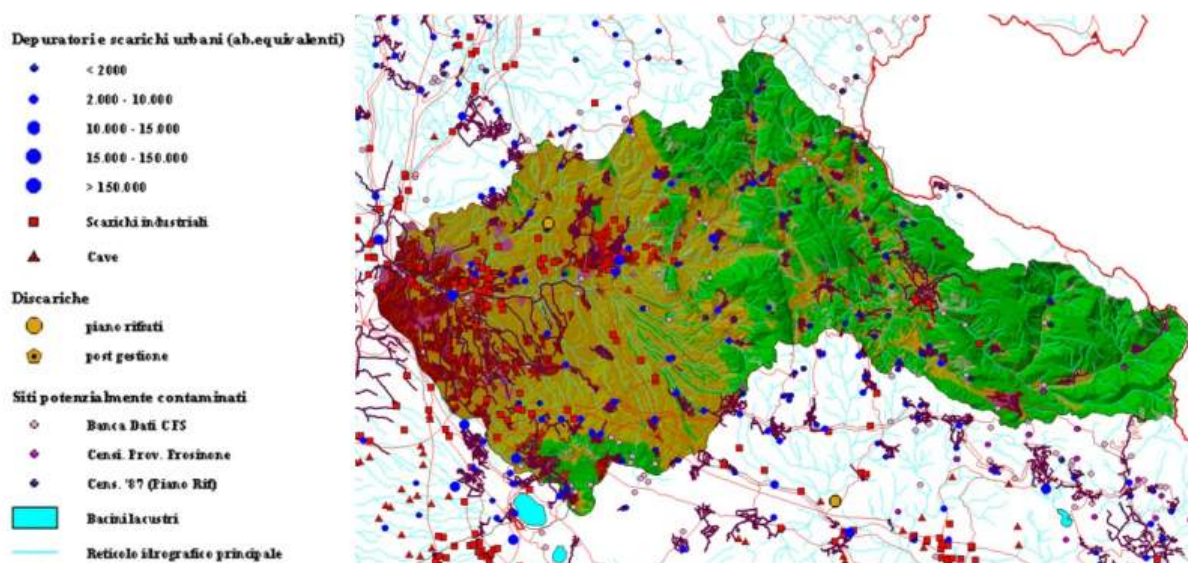 Depuratori e scarichi urbani (ab.equivalenti)
< 2000
2.000 - 10.000
10.000 - 15.000
15.000 - 150.000
> 150.000
Scarichi industriali
Cave
Discariche
piano rifiuti
post gestione
Siti potenzialmente contaminati
Banca Dati CFS
Censi. Prov. Frosinone
Cens. '87 (Piano Rif)
Bacini lacustri
Reticolo idrografico principale